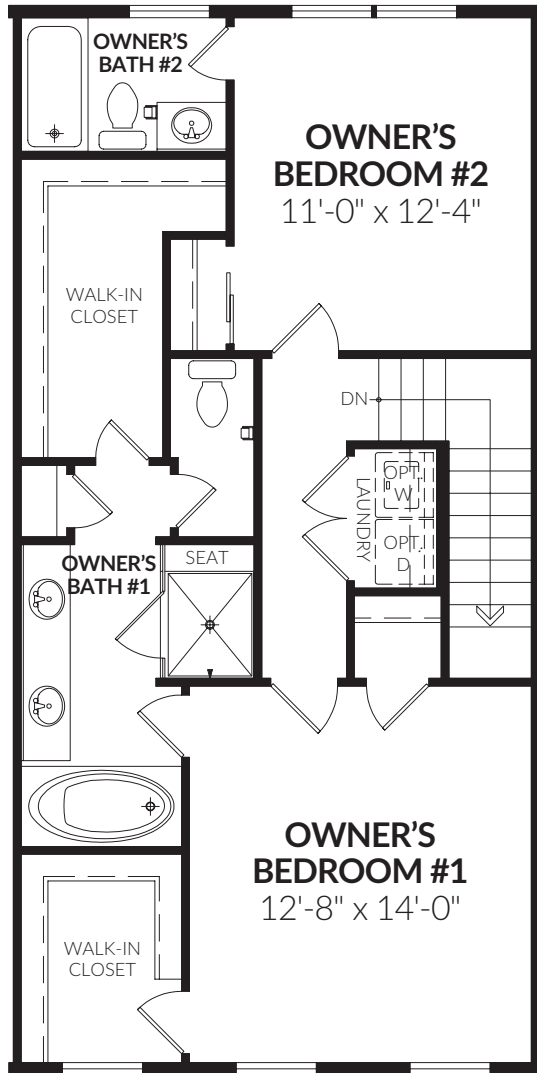 OWNER'S
BATH #2
OWNER'S
BEDROOM #2
11'-0" x 12'-4"
WALK-IN
CLOSET
DN
OPT.
W
LAUNDRY
OPT.
D
OWNER'S
BATH #1
SEAT
OWNER'S
BEDROOM #1
12'-8" x 14'-0"
WALK-IN
CLOSET